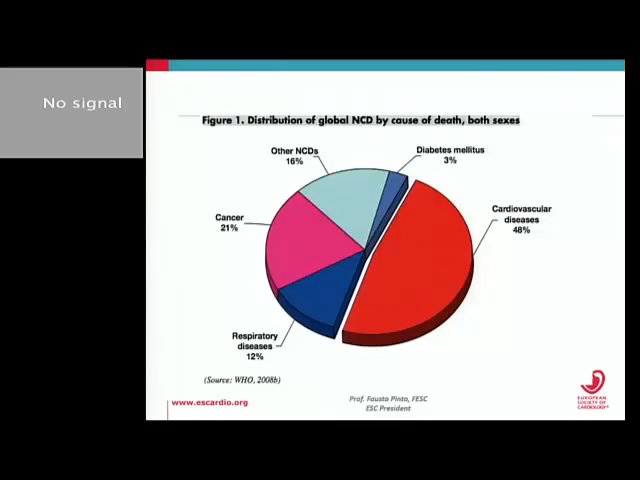 No signal
Figure 1. Distribution of global NCD by cause of death, both sexes
Other NCDs
16%
Diabetes mellitus
3%
Cardiovascular
diseases
48%
Cancer
21%
Respiratory
diseases
12%
(Source: WHO, 2008b)
www.escardio.org
Prof. Fausto Pinto, FESC
ESC President
EUROPEAN
SOCIETY OF
CARDIOLOGY®